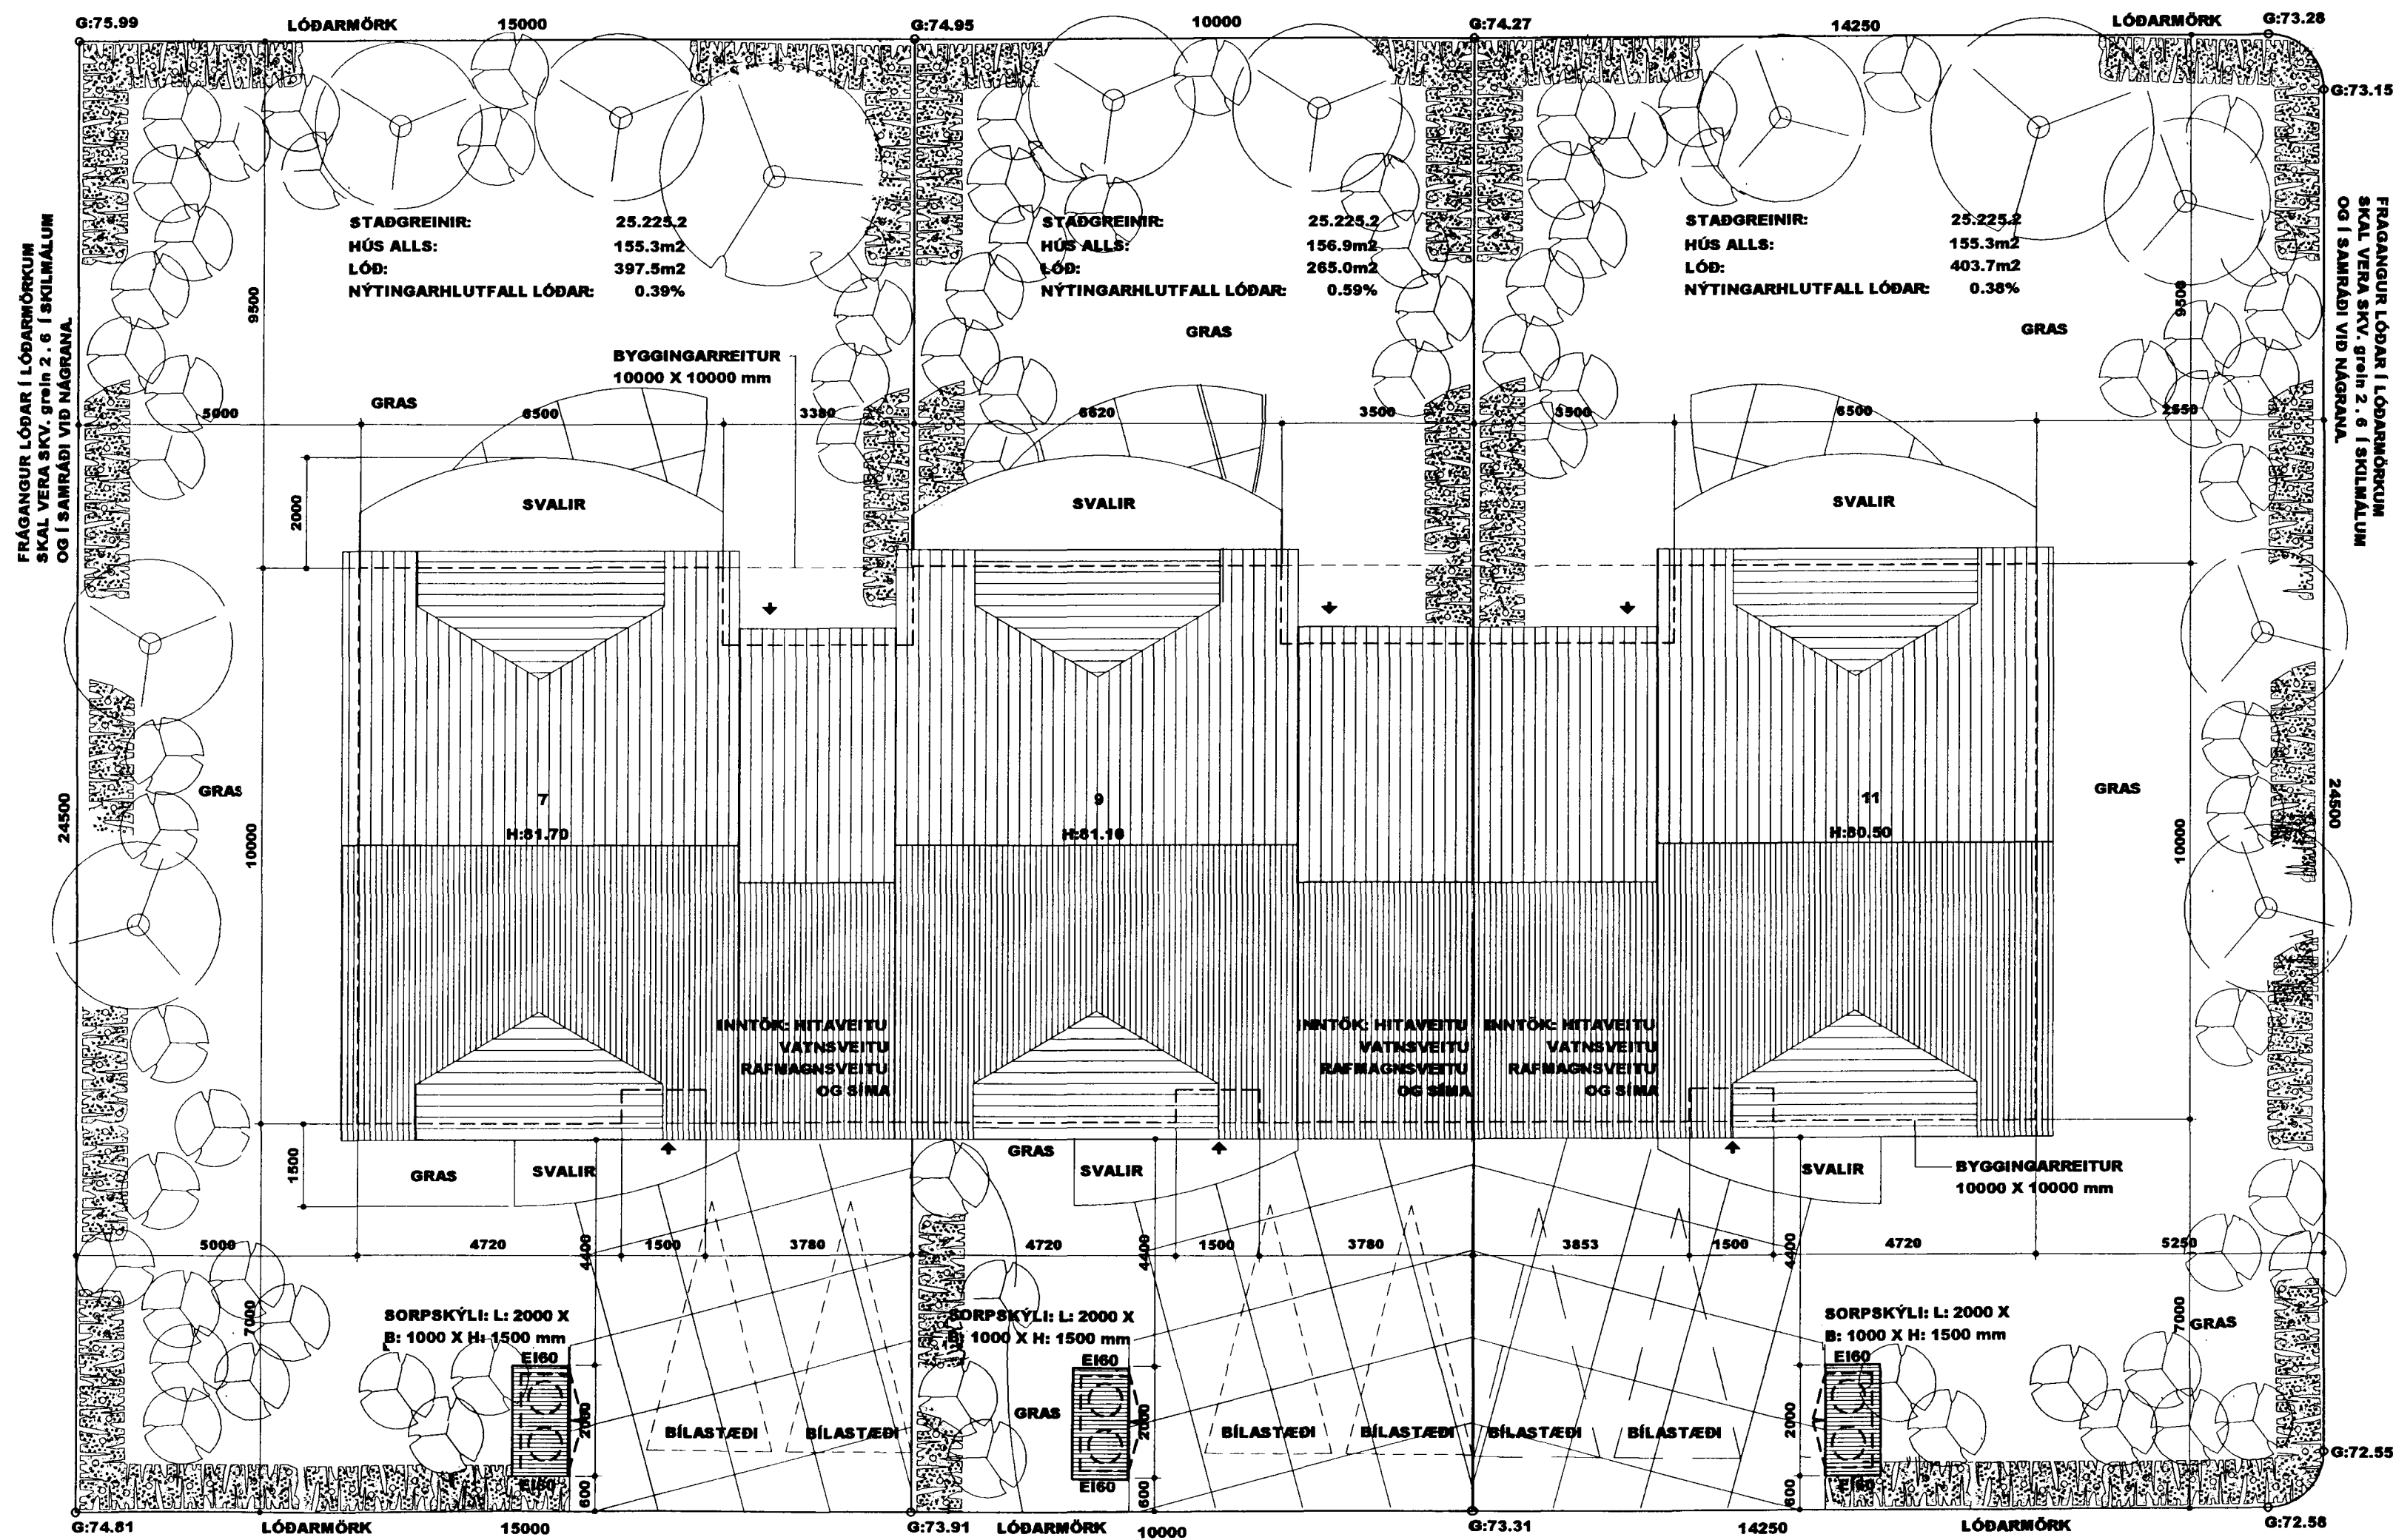 G:75.99
LÓÐARMÖRK
15000
G:74.95
10000
G:74.27
14250
LÓÐARMÖRK
G:73.28
G:73.15
FRÁGANGUR LÓÐAR Í LÓÐARMÖRKUM
SKAL VERA SKV. grein 2 . 6 Í SKILMÁLUM
OG Í SAMRÁÐI VIÐ NÁGRANA.
STAÐGREINIR: 25.225.2
HÚS ALLS: 155.3m2
LÓÐ: 397.5m2
NÝTINGARHLUTFALL LÓÐAR: 0.39%
STAÐGREINIR: 25.225.2
HÚS ALLS: 156.9m2
LÓÐ: 265.0m2
NÝTINGARHLUTFALL LÓÐAR: 0.59%
STAÐGREINIR: 25.225.2
HÚS ALLS: 155.3m2
LÓÐ: 403.7m2
NÝTINGARHLUTFALL LÓÐAR: 0.38%
FRÁGANGUR LÓÐAR Í LÓÐARMÖRKUM
SKAL VERA SKV. grein 2 . 6 Í SKILMÁLUM
OG Í SAMRÁÐI VIÐ NÁGRANA.
9500
9500
GRAS
GRAS
BYGGINGARREITUR
10000 X 10000 mm
GRAS
5000
6500
3380
6620
3500
3500
6500
2550
2000
SVALIR
SVALIR
SVALIR
GRAS
GRAS
24500
24500
10000
10000
7
H:81.70
9
H:81.10
11
H:80.50
INNTÖK: HITAVEITU
VATNSVEITU
RAFMAGNSVEITU
OG SÍMA
INNTÖK: HITAVEITU
VATNSVEITU
RAFMAGNSVEITU
OG SÍMA
INNTÖK: HITAVEITU
VATNSVEITU
RAFMAGNSVEITU
OG SÍMA
1500
GRAS
SVALIR
GRAS
SVALIR
SVALIR
BYGGINGARREITUR
10000 X 10000 mm
5000
4720
4400
1500
3780
4720
4400
1500
3780
3853
1500
4400
4720
5250
7000
7000
GRAS
SORPSKÝLI: L: 2000 X
B: 1000 X H: 1500 mm
EI60
SORPSKÝLI: L: 2000 X
B: 1000 X H: 1500 mm
EI60
SORPSKÝLI: L: 2000 X
B: 1000 X H: 1500 mm
EI60
GRAS
2000
2000
2000
BÍLASTÆÐI
BÍLASTÆÐI
BÍLASTÆÐI
BÍLASTÆÐI
BÍLASTÆÐI
BÍLASTÆÐI
G:72.55
EI60
600
EI60
600
600
EI60
G:74.81
LÓÐARMÖRK
15000
G:73.91
LÓÐARMÖRK
10000
G:73.31
14250
LÓÐARMÖRK
G:72.58